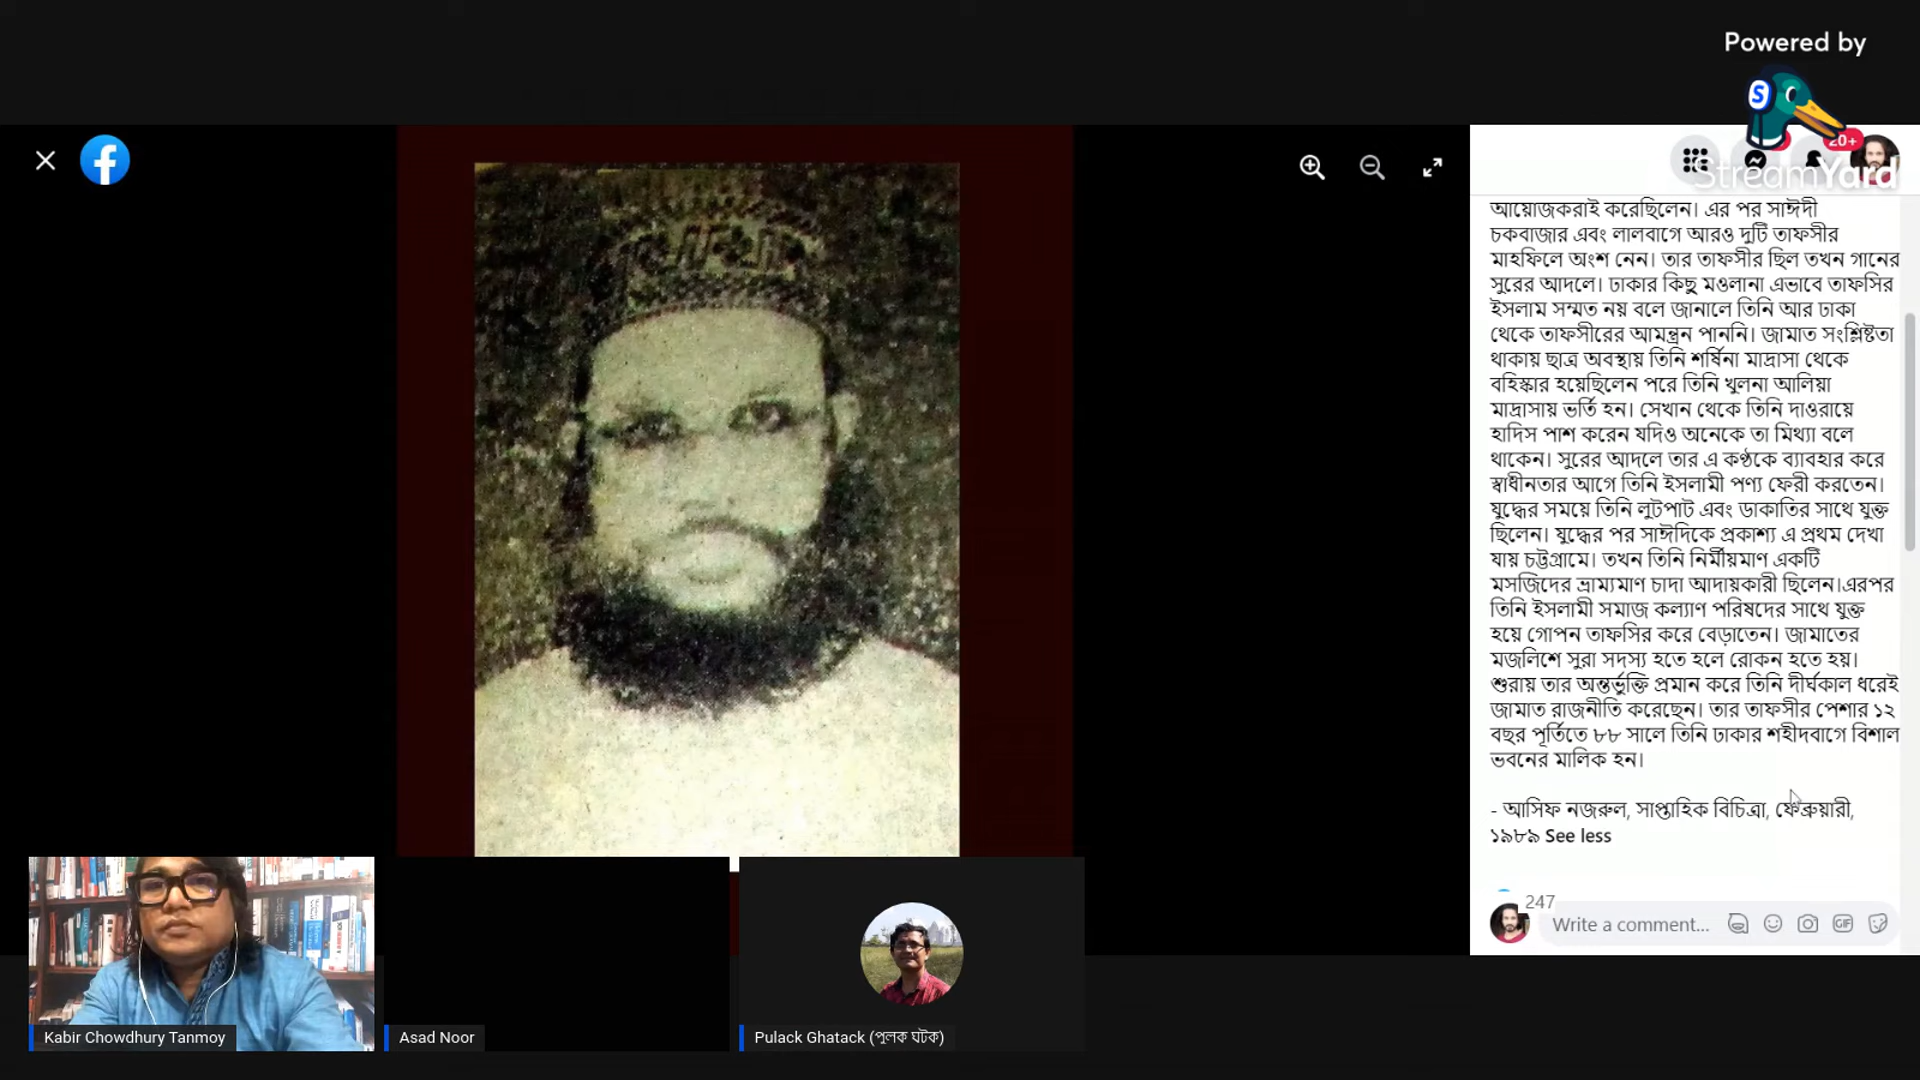 Powered by
StreamYard
20+
আয়োজকরাই করেছিলেন। এর পর সাঈদী
চকবাজার এবং লালবাগে আরও দুটি তাফসীর
মাহফিলে অংশ নেন। তার তাফসীর ছিল তখন গানের
সুরের আদলে। ঢাকার কিছু মওলানা এভাবে তাফসির
ইসলাম সম্মত নয় বলে জানালে তিনি আর ঢাকা
থেকে তাফসীরের আমন্ত্রন পাননি। জামাত সংশ্লিষ্টতা
থাকায় ছাত্র অবস্থায় তিনি শর্ষিনা মাদ্রাসা থেকে
বহিস্কার হয়েছিলেন পরে তিনি খুলনা আলিয়া
মাদ্রাসায় ভর্তি হন। সেখান থেকে তিনি দাওরায়ে
হাদিস পাশ করেন যদিও অনেকে তা মিথ্যা বলে
থাকেন। সুরের আদলে তার এ কণ্ঠকে ব্যাবহার করে
স্বাধীনতার আগে তিনি ইসলামী পণ্য ফেরী করতেন।
যুদ্ধের সময়ে তিনি লুটপাট এবং ডাকাতির সাথে যুক্ত
ছিলেন। যুদ্ধের পর সাঈদিকে প্রকাশ্য এ প্রথম দেখা
যায় চট্টগ্রামে। তখন তিনি নির্মীয়মাণ একটি
মসজিদের ভ্রাম্যমাণ চাদা আদায়কারী ছিলেন।এরপর
তিনি ইসলামী সমাজ কল্যাণ পরিষদের সাথে যুক্ত
হয়ে গোপন তাফসির করে বেড়াতেন। জামাতের
মজলিশে সুরা সদস্য হতে হলে রোকন হতে হয়।
শুরায় তার অন্তর্ভুক্তি প্রমান করে তিনি দীর্ঘকাল ধরেই
জামাত রাজনীতি করেছেন। তার তাফসীর পেশার ১২
বছর পূর্তিতে ৮৮ সালে তিনি ঢাকার শহীদবাগে বিশাল
ভবনের মালিক হন।
- আসিফ নজরুল, সাপ্তাহিক বিচিত্রা, ফেব্রুয়ারী,
১৯৮৯ See less
247
Write a comment...
GIF
Kabir Chowdhury Tanmoy
Asad Noor
Pulack Ghatack (পুলক ঘটক)